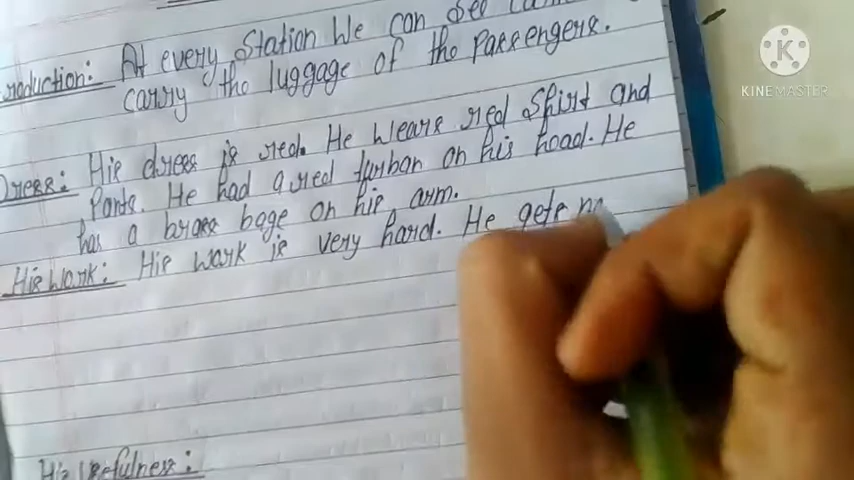 roduction: At every Station We can See
carry the luggage of the Passengers.
Dress: His dress is red. He Wears red Shirt and
Pants. He had a red turban on his head. He
has a brass bage on his arm.
His Work: His work is very hard. He gets
His Usefulness:
K
KINEMASTER